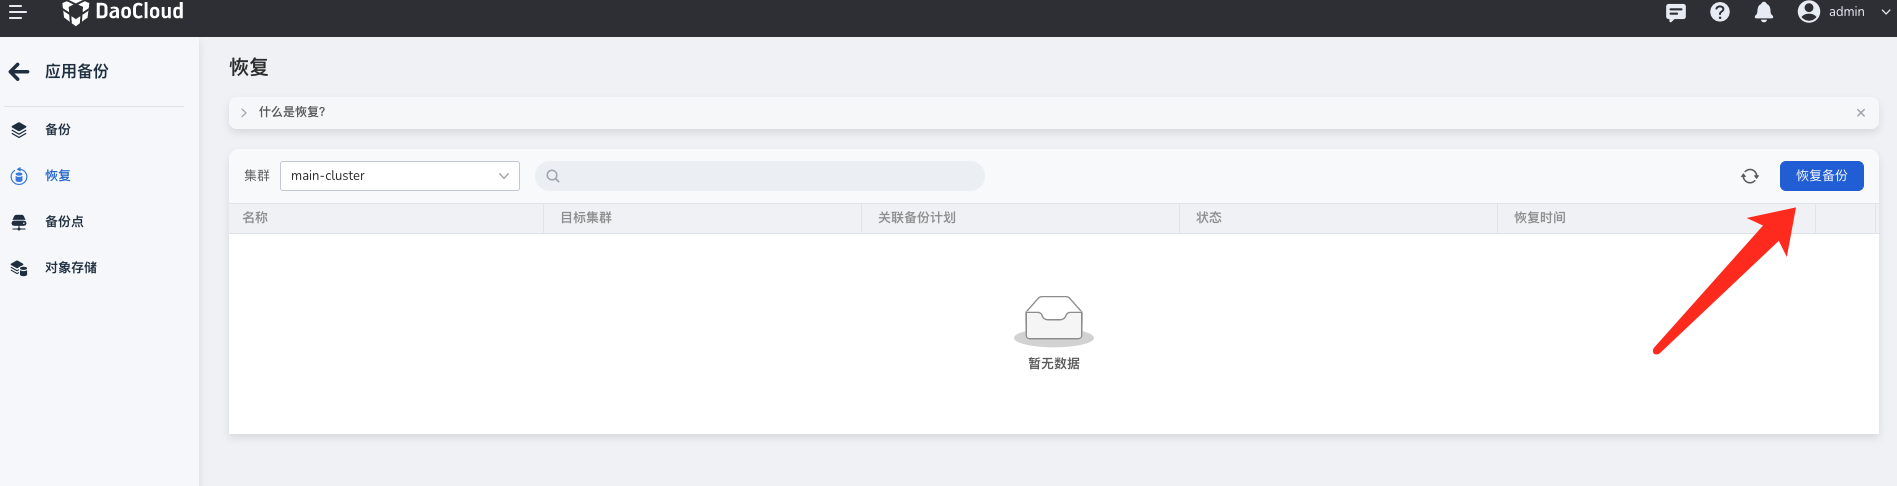 DaoCloud
admin
应用备份
备份
恢复
备份点
对象存储
恢复
什么是恢复?
集群
main-cluster
恢复备份
名称
目标集群
关联备份计划
状态
恢复时间
暂无数据